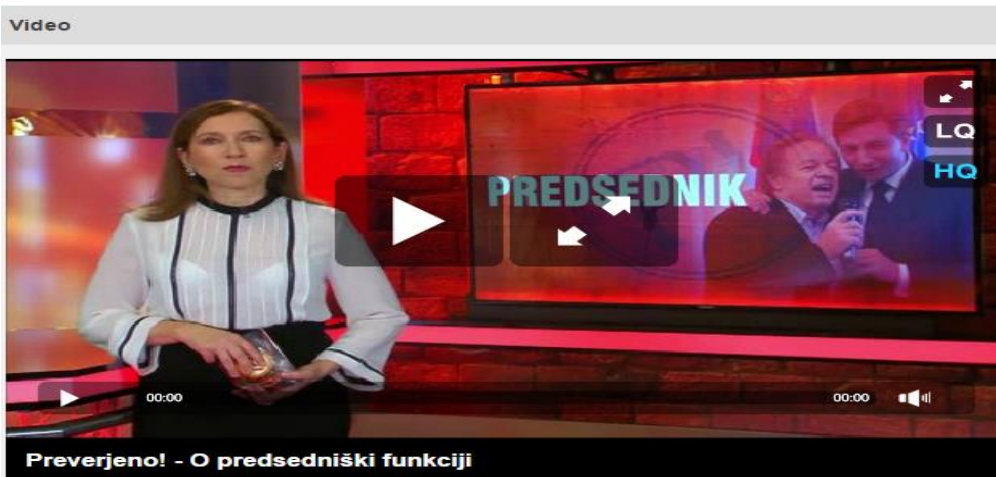 Video
LQ
HQ
PREDSEDNIK
00:00
00:00
Preverjeno! - O predsedniški funkciji